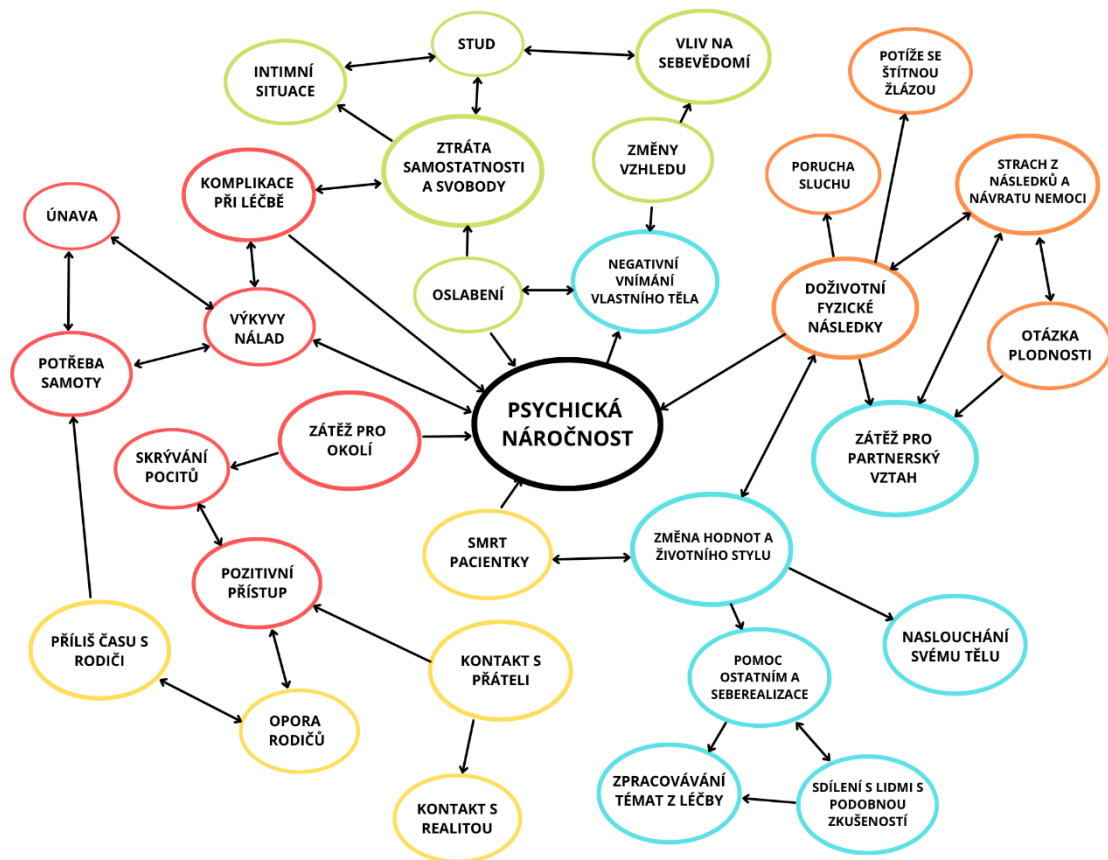 STUD
VLIV NA
SEBEVĚDOMÍ
INTIMNÍ
SITUACE
POTÍŽE SE
ŠTÍTNOU
ŽLÁZOU
ZTRÁTA
SAMOSTATNOSTI
A SVOBODY
ZMĚNY
VZHLEDU
PORUCHA
SLUCHU
STRACH Z
NÁSLEDKŮ A
NÁVRATU NEMOCI
KOMPLIKACE
PŘI LÉČBĚ
ÚNAVA
OSLABENÍ
NEGATIVNÍ
VNÍMÁNÍ
VLASTNÍHO TĚLA
DOŽIVOTNÍ
FYZICKÉ
NÁSLEDKY
VÝKYVY
NÁLAD
OTÁZKA
PLODNOSTI
POTŘEBA
SAMOTY
PSYCHICKÁ
NÁROČNOST
ZÁTĚŽ PRO
OKOLÍ
ZÁTĚŽ PRO
PARTNERSKÝ
VZTAH
SKRÝVÁNÍ
POCITŮ
SMRT
PACIENTKY
ZMĚNA HODNOT A
ŽIVOTNÍHO STYLU
POZITIVNÍ
PŘÍSTUP
PŘÍLIŠ ČASU S
RODIČI
KONTAKT S
PŘÁTELI
POMOC
OSTATNÍM A
SEBEREALIZACE
NASLOUCHÁNÍ
SVÉMU TĚLU
OPORA
RODIČŮ
KONTAKT S
REALITOU
ZPRACOVÁVÁNÍ
TÉMAT Z LÉČBY
SDÍLENÍ S LIDMI S
PODOBNOU
ZKUŠENOSTÍ